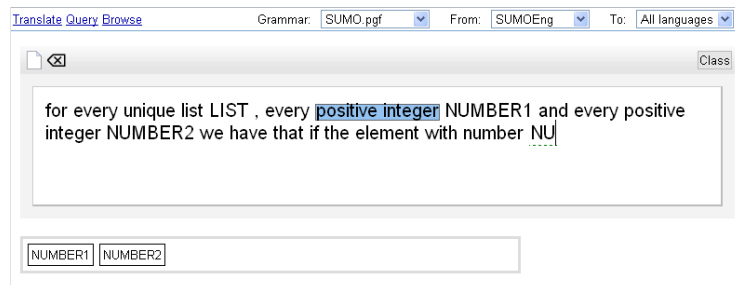 Translate Query Browse Grammar: SUMO.pgf From: SUMOEng To: All languages
Class
for every unique list LIST , every positive integer NUMBER1 and every positive
integer NUMBER2 we have that if the element with number NU
NUMBER1 NUMBER2